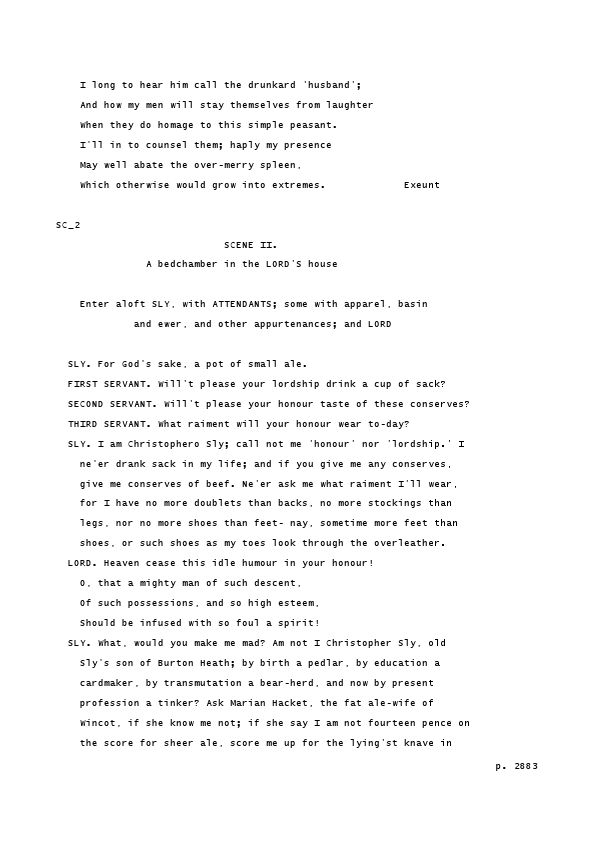 I long to hear him call the drunkard 'husband';
And how my men will stay themselves from laughter
When they do homage to this simple peasant.
I'll in to counsel them; haply my presence
May well abate the over-merry spleen,
Which otherwise would grow into extremes. Exeunt
SC_2
SCENE II.
A bedchamber in the LORD'S house
Enter aloft SLY, with ATTENDANTS; some with apparel, basin
and ewer, and other appurtenances; and LORD
SLY. For God's sake, a pot of small ale.
FIRST SERVANT. Will't please your lordship drink a cup of sack?
SECOND SERVANT. Will't please your honour taste of these conserves?
THIRD SERVANT. What raiment will your honour wear to-day?
SLY. I am Christophero Sly; call not me 'honour' nor 'lordship.' I
ne'er drank sack in my life; and if you give me any conserves,
give me conserves of beef. Ne'er ask me what raiment I'll wear,
for I have no more doublets than backs, no more stockings than
legs, nor no more shoes than feet- nay, sometime more feet than
shoes, or such shoes as my toes look through the overleather.
LORD. Heaven cease this idle humour in your honour!
O, that a mighty man of such descent,
Of such possessions, and so high esteem,
Should be infused with so foul a spirit!
SLY. What, would you make me mad? Am not I Christopher Sly, old
Sly's son of Burton Heath; by birth a pedlar, by education a
cardmaker, by transmutation a bear-herd, and now by present
profession a tinker? Ask Marian Hacket, the fat ale-wife of
Wincot, if she know me not; if she say I am not fourteen pence on
the score for sheer ale, score me up for the lying'st knave in
p. 2883